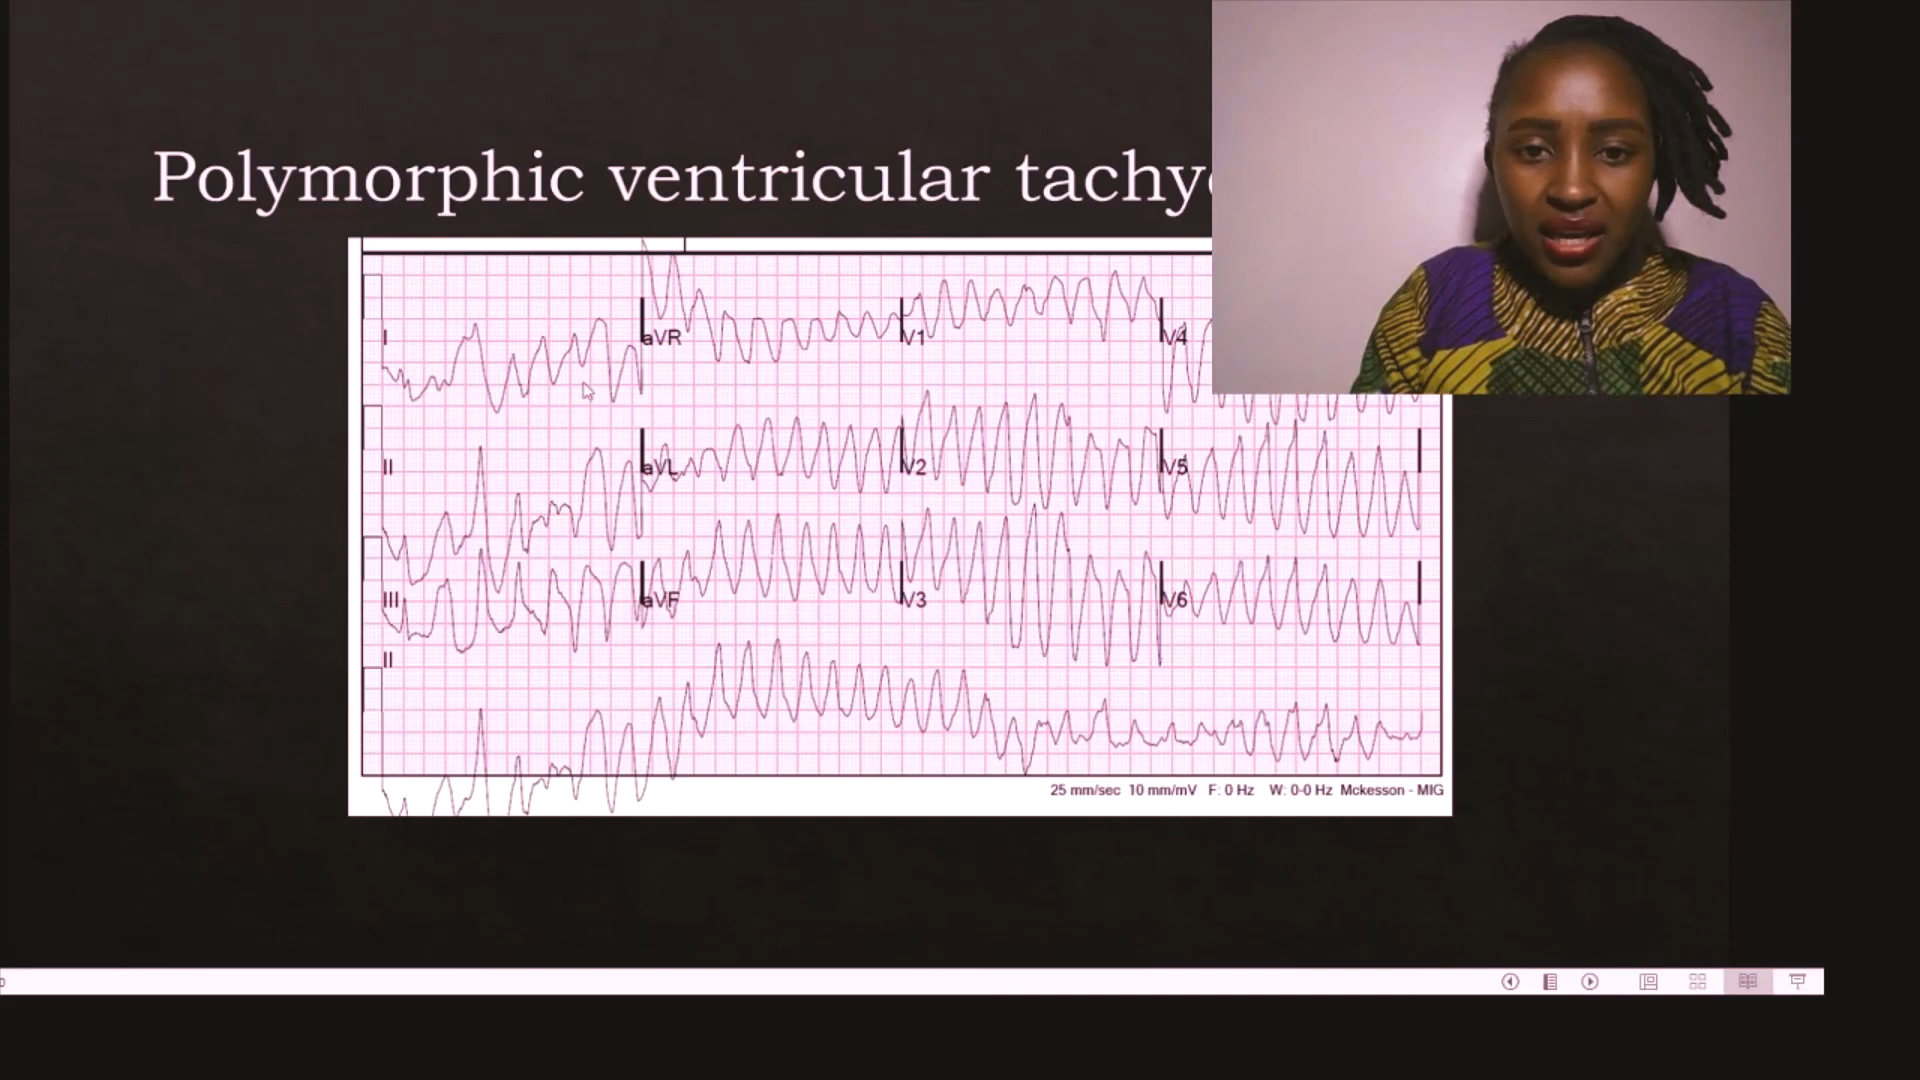 Polymorphic ventricular tachy
I aVR V1 V4
II aVL V2 V5
III aVF V3 V6
II
25 mm/sec 10 mm/mV F: 0 Hz W: 0-0 Hz Mckesson - MIG